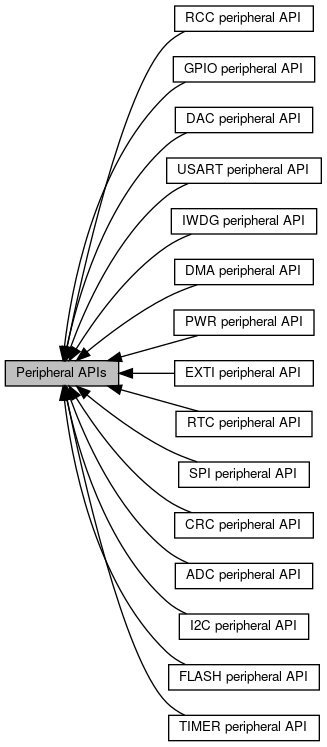 RCC peripheral API
GPIO peripheral API
DAC peripheral API
USART peripheral API
IWDG peripheral API
DMA peripheral API
PWR peripheral API
Peripheral APIs
EXTI peripheral API
RTC peripheral API
SPI peripheral API
CRC peripheral API
ADC peripheral API
I2C peripheral API
FLASH peripheral API
TIMER peripheral API